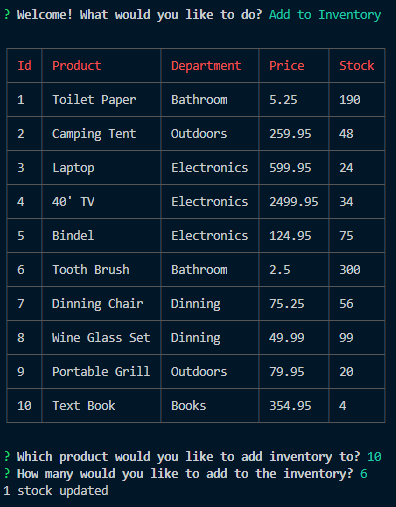 ? Welcome! What would you like to do? Add to Inventory
Id Product Department Price Stock
1 Toilet Paper Bathroom 5.25 190
2 Camping Tent Outdoors 259.95 48
3 Laptop Electronics 599.95 24
4 40' TV Electronics 2499.95 34
5 Bindel Electronics 124.95 75
6 Tooth Brush Bathroom 2.5 300
7 Dinning Chair Dinning 75.25 56
8 Wine Glass Set Dinning 49.99 99
9 Portable Grill Outdoors 79.95 20
10 Text Book Books 354.95 4
? Which product would you like to add inventory to? 10
? How many would you like to add to the inventory? 6
1 stock updated